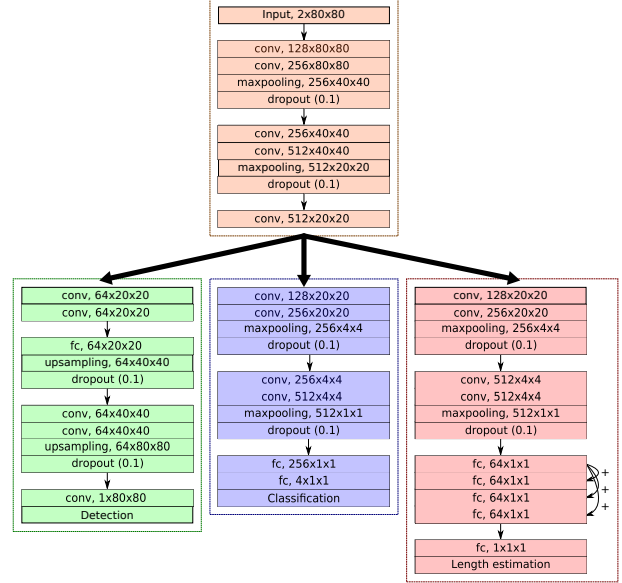 Input, 2x80x80
conv, 128x80x80
conv, 256x80x80
maxpooling, 256x40x40
dropout (0.1)
conv, 256x40x40
conv, 512x40x40
maxpooling, 512x20x20
dropout (0.1)
conv, 512x20x20
conv, 64x20x20
conv, 64x20x20
fc, 64x20x20
upsampling, 64x40x40
dropout (0.1)
conv, 64x40x40
conv, 64x40x40
upsampling, 64x80x80
dropout (0.1)
conv, 1x80x80
Detection
conv, 128x20x20
conv, 256x20x20
maxpooling, 256x4x4
dropout (0.1)
conv, 256x4x4
conv, 512x4x4
maxpooling, 512x1x1
dropout (0.1)
fc, 256x1x1
fc, 4x1x1
Classification
conv, 128x20x20
conv, 256x20x20
maxpooling, 256x4x4
dropout (0.1)
conv, 512x4x4
conv, 512x4x4
maxpooling, 512x1x1
dropout (0.1)
fc, 64x1x1
+
fc, 64x1x1
+
fc, 64x1x1
+
fc, 64x1x1
fc, 1x1x1
Length estimation